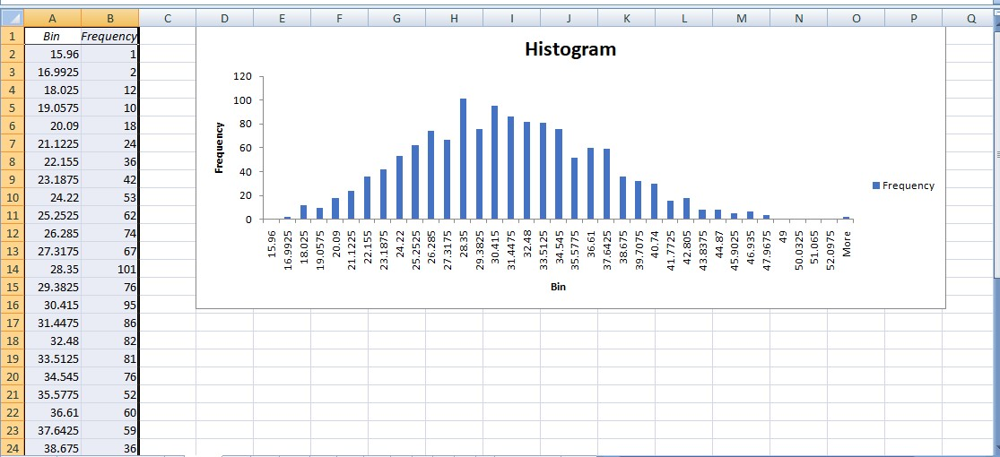 A B C D E F G H I J K L M N O P Q
1 Bin Frequency
2 15.96 1
3 16.9925 2
4 18.025 12
5 19.0575 10
6 20.09 18
7 21.1225 24
8 22.155 36
9 23.1875 42
10 24.22 53
11 25.2525 62
12 26.285 74
13 27.3175 67
14 28.35 101
15 29.3825 76
16 30.415 95
17 31.4475 86
18 32.48 82
19 33.5125 81
20 34.545 76
21 35.5775 52
22 36.61 60
23 37.6425 59
24 38.675 36
Histogram
Frequency
120
100
80
60
40
20
0
15.96
16.9925
18.025
19.0575
20.09
21.1225
22.155
23.1875
24.22
25.2525
26.285
27.3175
28.35
29.3825
30.415
31.4475
32.48
33.5125
34.545
35.5775
36.61
37.6425
38.675
39.7075
40.74
41.7725
42.805
43.8375
44.87
45.9025
46.935
47.9675
49
50.0325
51.065
52.0975
More
Bin
Frequency